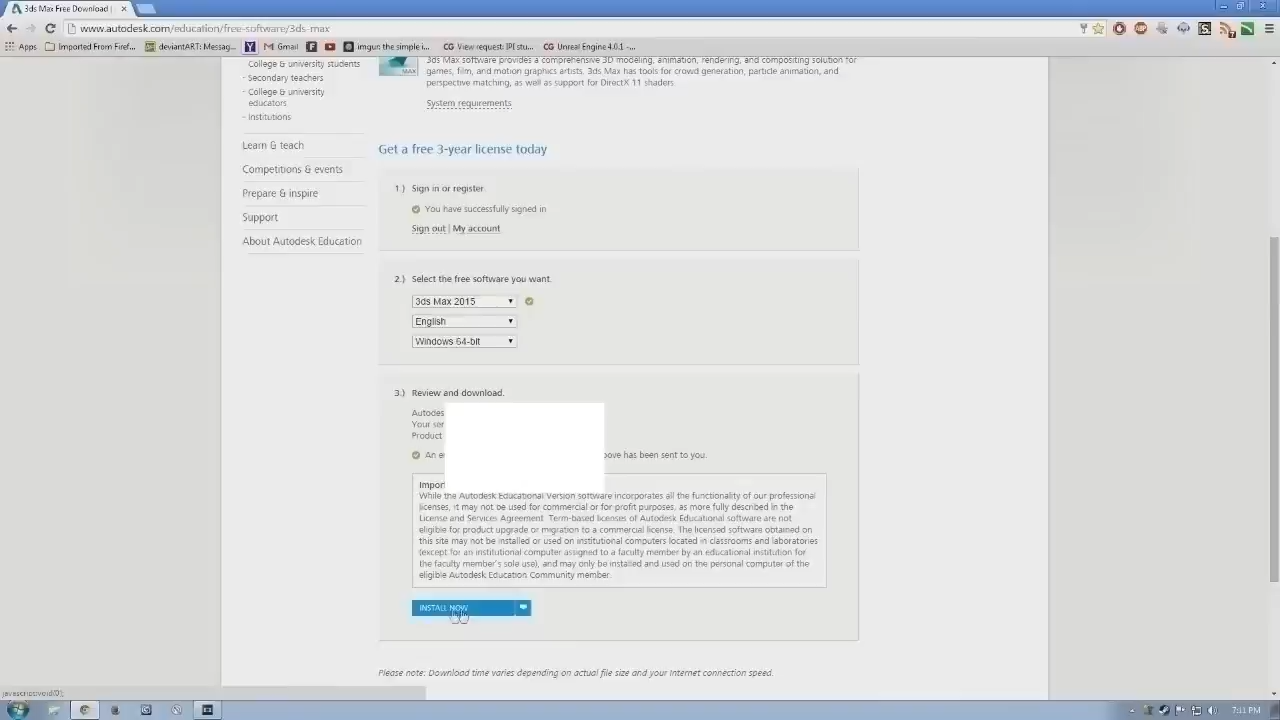 3ds Max Free Download |
www.autodesk.com/education/free-software/3ds-max
Apps Imported From Firef... deviantART: Messag... Gmail imgur: the simple i... View request: IPI stu... Unreal Engine 4.0.1 -...
College & university students
- Secondary teachers
- College & university
educators
- Institutions
Learn & teach
Competitions & events
Prepare & inspire
Support
About Autodesk Education
3ds Max software provides a comprehensive 3D modeling, animation, rendering, and compositing solution for
games, film, and motion graphics artists. 3ds Max has tools for crowd generation, particle animation, and
perspective matching, as well as support for DirectX 11 shaders.
MAX
System requirements
Get a free 3-year license today
1.) Sign in or register.
You have successfully signed in
Sign out | My account
2.) Select the free software you want.
3ds Max 2015
English
Windows 64-bit
3.) Review and download.
Autodes
Your ser
Product
An e
ove has been sent to you.
Impor
While the Autodesk Educational Version software incorporates all the functionality of our professional
licenses, it may not be used for commercial or for-profit purposes, as more fully described in the
License and Services Agreement. Term-based licenses of Autodesk Educational software are not
eligible for product upgrade or migration to a commercial license. The licensed software obtained on
this site may not be installed or used on institutional computers located in classrooms and laboratories
(except for an institutional computer assigned to a faculty member by an educational institution for
the faculty member's sole use), and may only be installed and used on the personal computer of the
eligible Autodesk Education Community member.
INSTALL NOW
Please note: Download time varies depending on actual file size and your Internet connection speed.
javascript:void(0);
7:11 PM